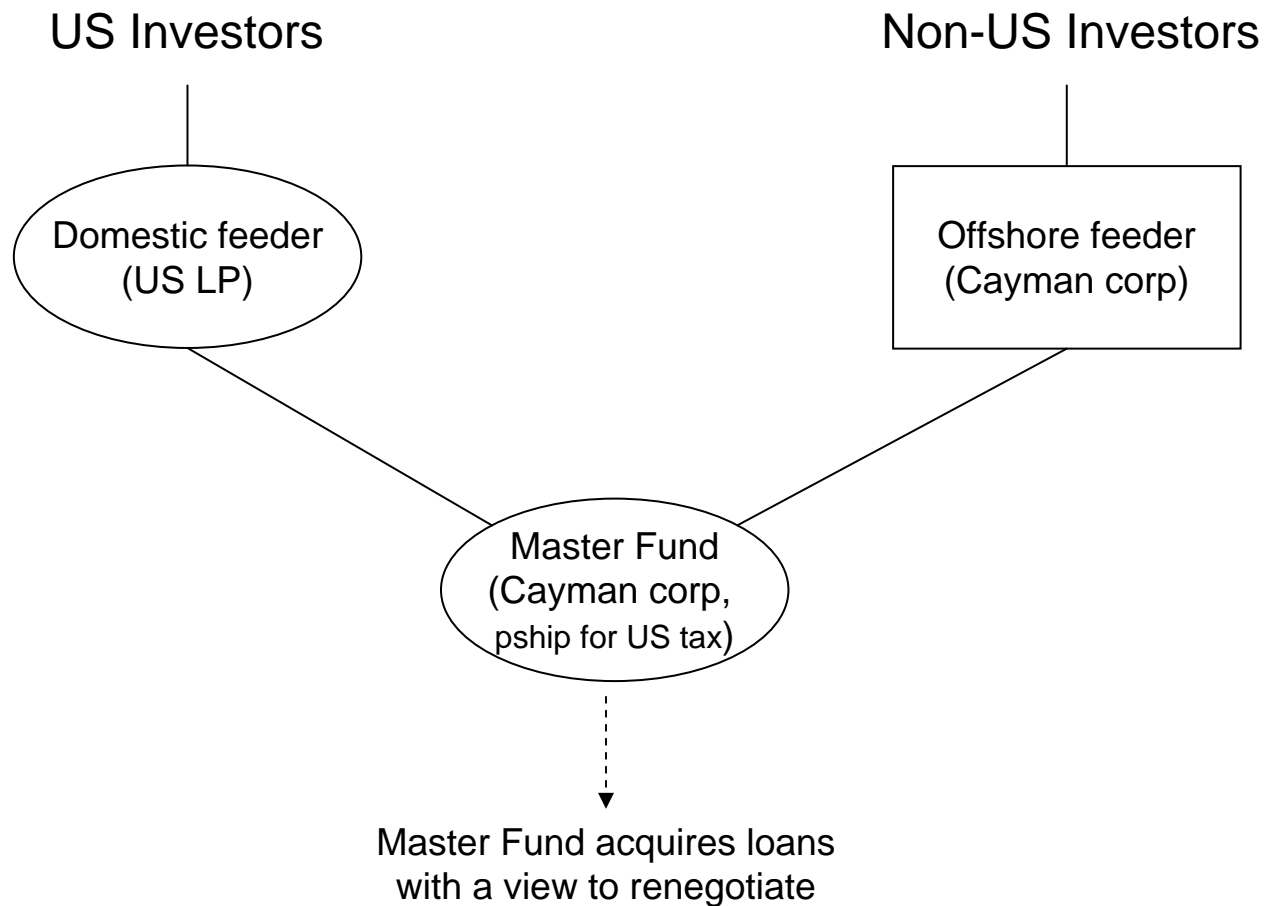 US Investors
Non-US Investors
Domestic feeder
(US LP)
Offshore feeder
(Cayman corp)
Master Fund
(Cayman corp,
pship for US tax)
Master Fund acquires loans
with a view to renegotiate